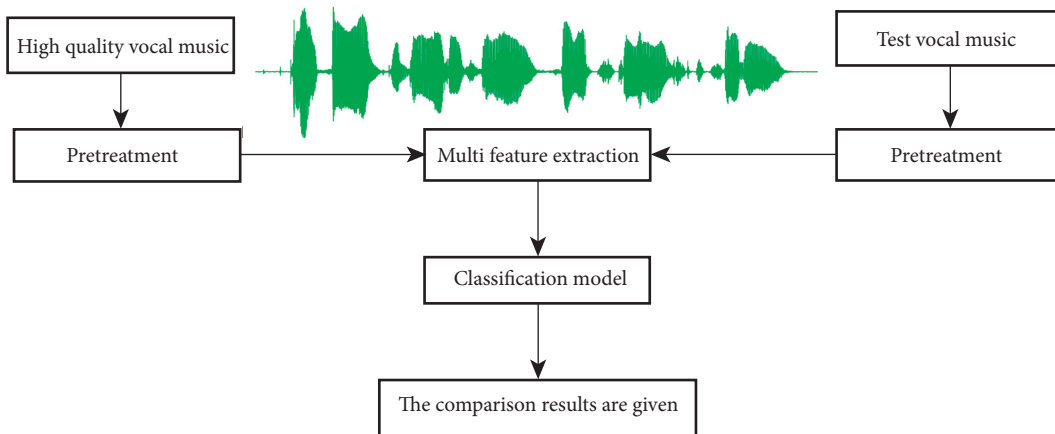 High quality vocal music
Test vocal music
Pretreatment
Multi feature extraction
Pretreatment
Classification model
The comparison results are given